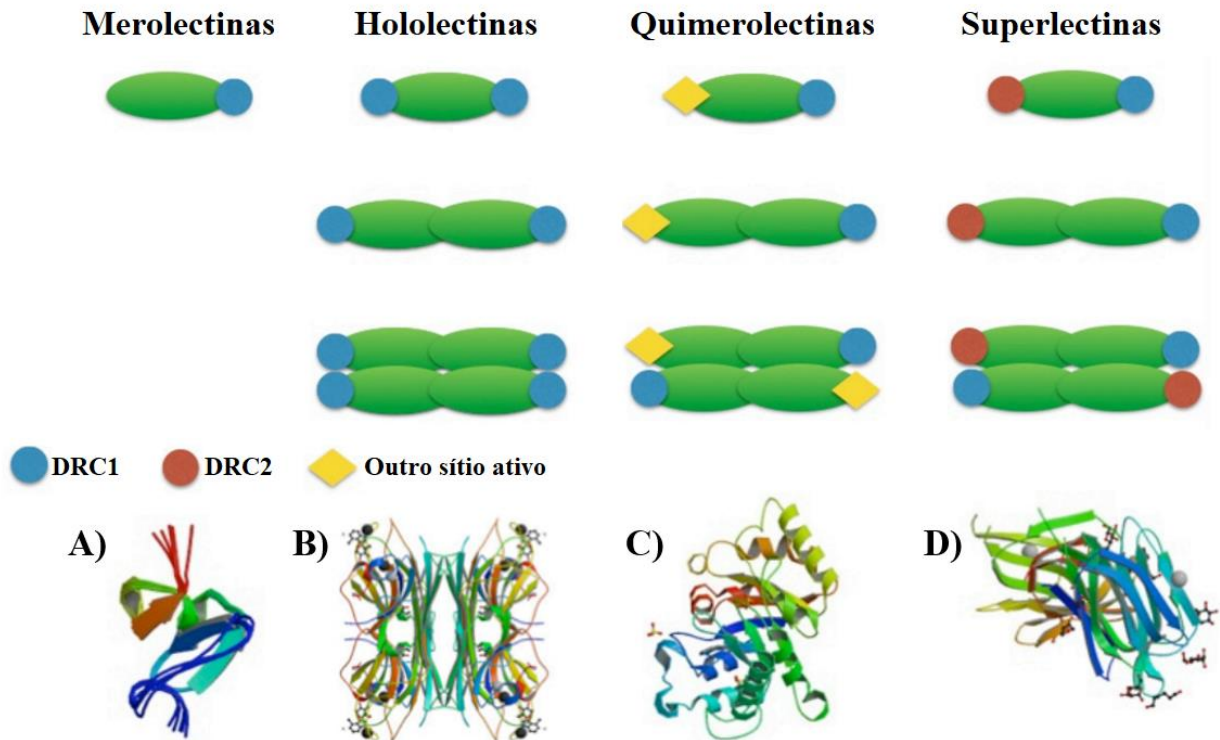 Merolectinas Hololectinas Quimerolectinas Superlectinas
DRC1 DRC2 Outro sítio ativo
A) B) C) D)